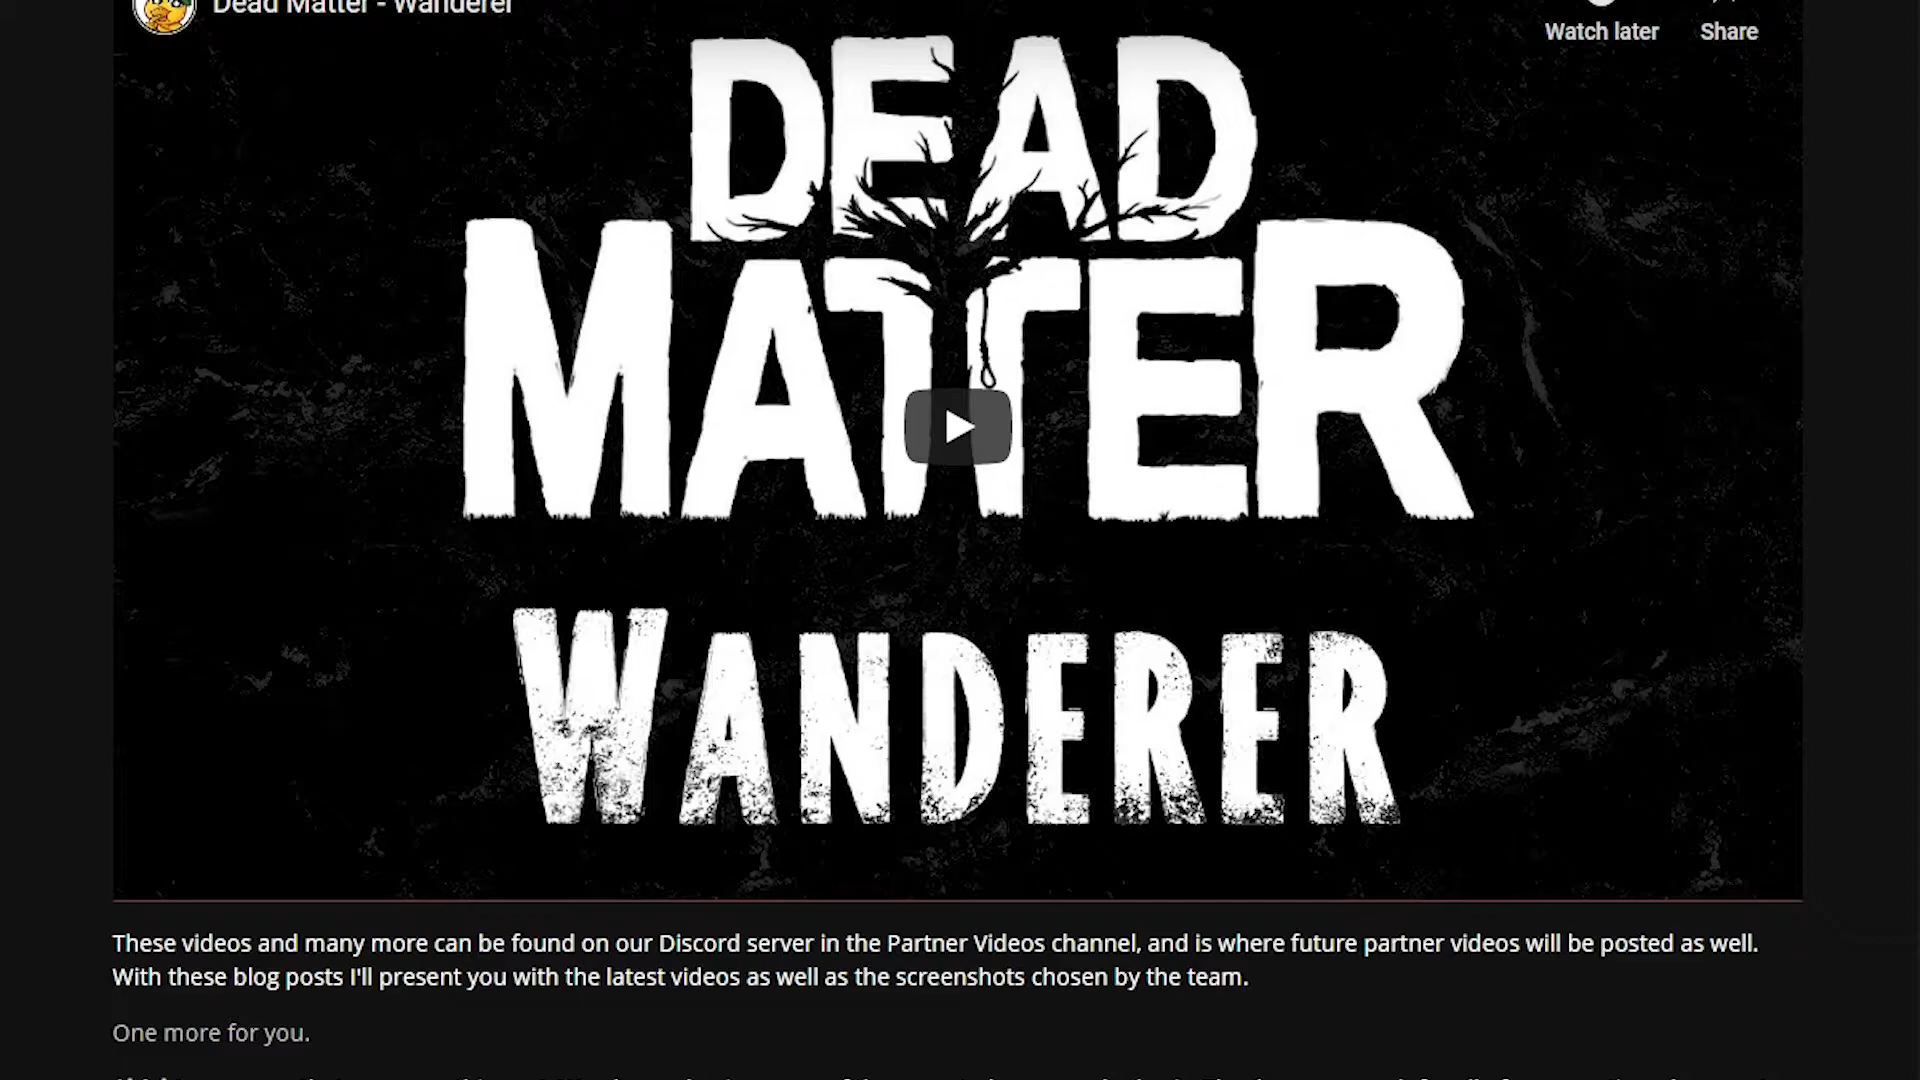 Dead Matter - Wanderer
Watch later
Share
DEAD
MATTER
WANDERER
These videos and many more can be found on our Discord server in the Partner Videos channel, and is where future partner videos will be posted as well.
With these blog posts I'll present you with the latest videos as well as the screenshots chosen by the team.
One more for you.